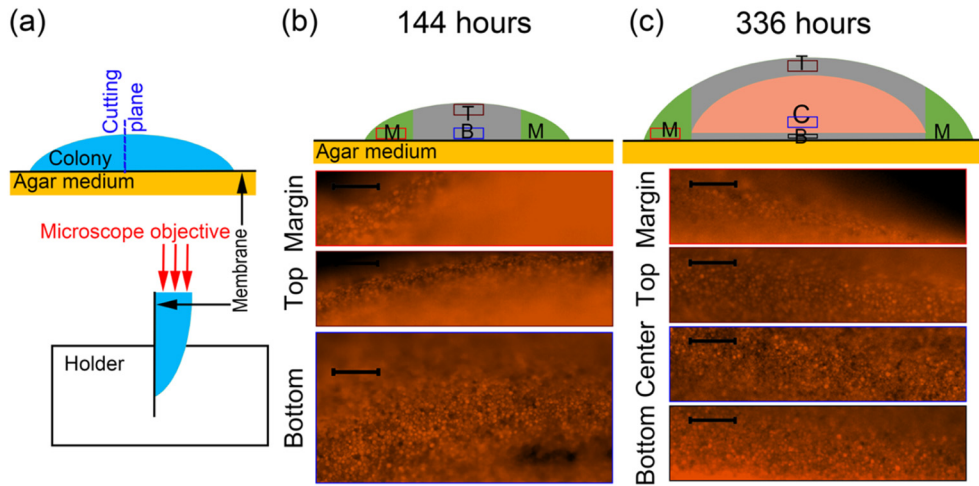 (a)
Cutting
plane
Colony
Agar medium
Microscope objective
Membrane
Holder
(b) 144 hours
T
M B M
Agar medium
Margin
Top
Bottom
(c) 336 hours
T
C
M B M
Margin
Top
Center
Bottom